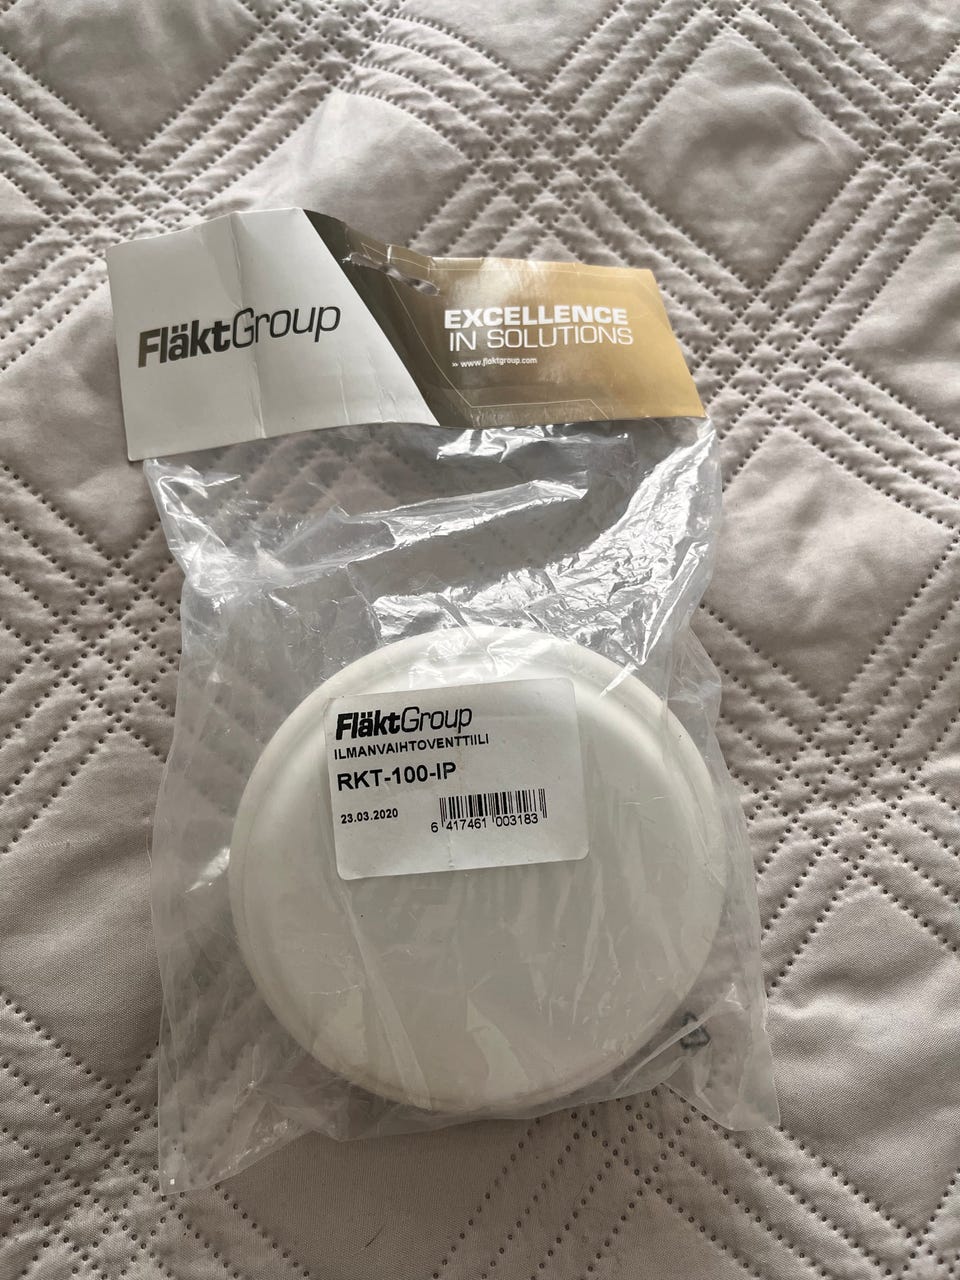 FläktGroup
EXCELLENCE
IN SOLUTIONS
» www.flaktgroup.com
FläktGroup
ILMANVAIHTOVENTTIILI
RKT-100-IP
23.03.2020
6 417461 003183